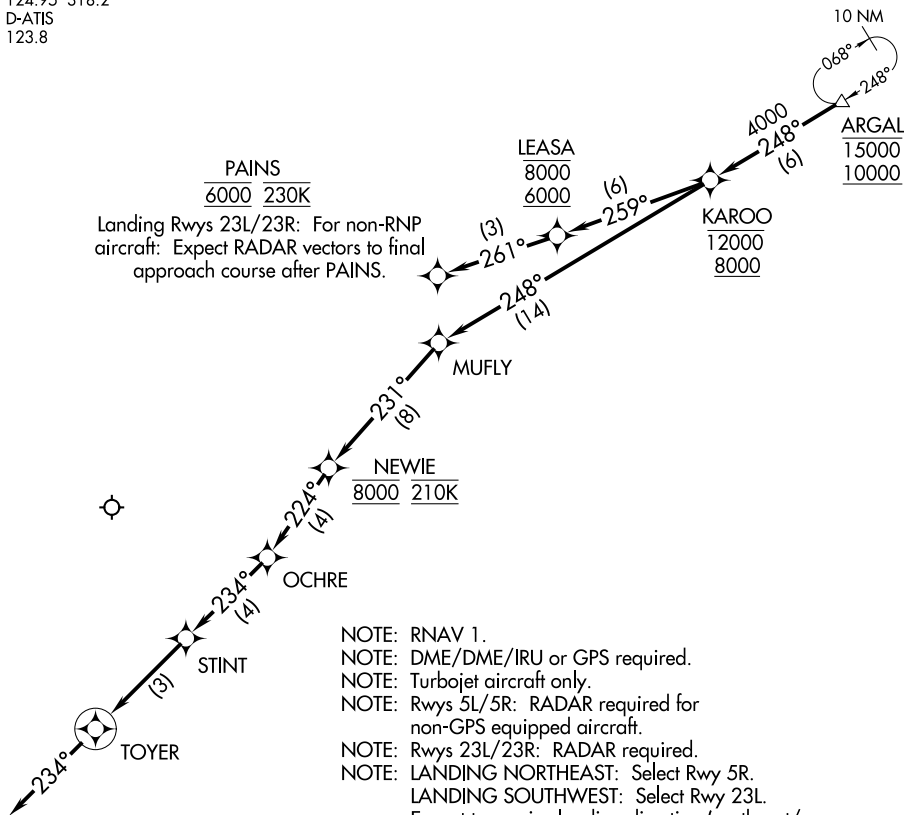 D-ATIS
123.8
10 NM
068°
248°
ARGAL
15000
10000
4000
248°
(6)
LEASA
8000
6000
PAINS
6000 230K
Landing Rwys 23L/23R: For non-RNP
aircraft: Expect RADAR vectors to final
approach course after PAINS.
(6)
259°
KAROO
12000
8000
(3)
261°
248°
(14)
MUFLY
231°
(8)
NEWIE
8000 210K
224°
(4)
OCHRE
234°
(4)
STINT
(3)
TOYER
234°
NOTE: RNAV 1.
NOTE: DME/DME/IRU or GPS required.
NOTE: Turbojet aircraft only.
NOTE: Rwys 5L/5R: RADAR required for
non-GPS equipped aircraft.
NOTE: Rwys 23L/23R: RADAR required.
NOTE: LANDING NORTHEAST: Select Rwy 5R.
LANDING SOUTHWEST: Select Rwy 23L.